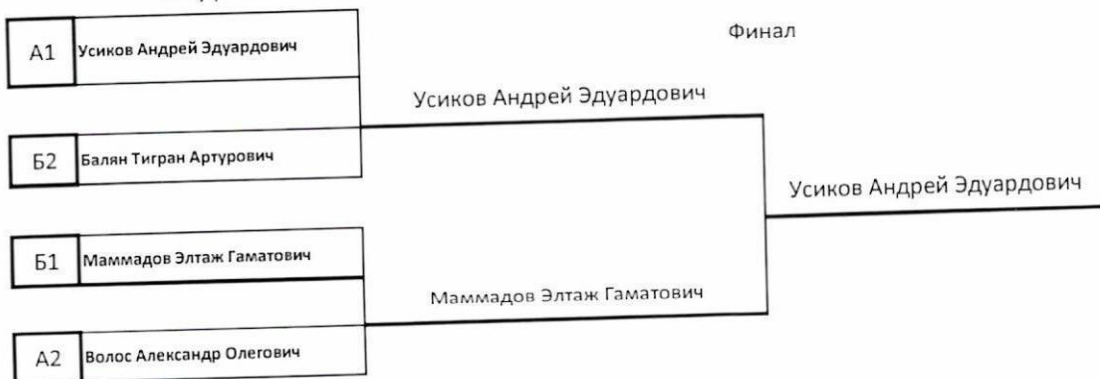 Финал
А1 Усиков Андрей Эдуардович
Усиков Андрей Эдуардович
Б2 Балян Тигран Артурович
Усиков Андрей Эдуардович
Б1 Маммадов Элтаж Гаматович
Маммадов Элтаж Гаматович
А2 Волос Александр Олегович